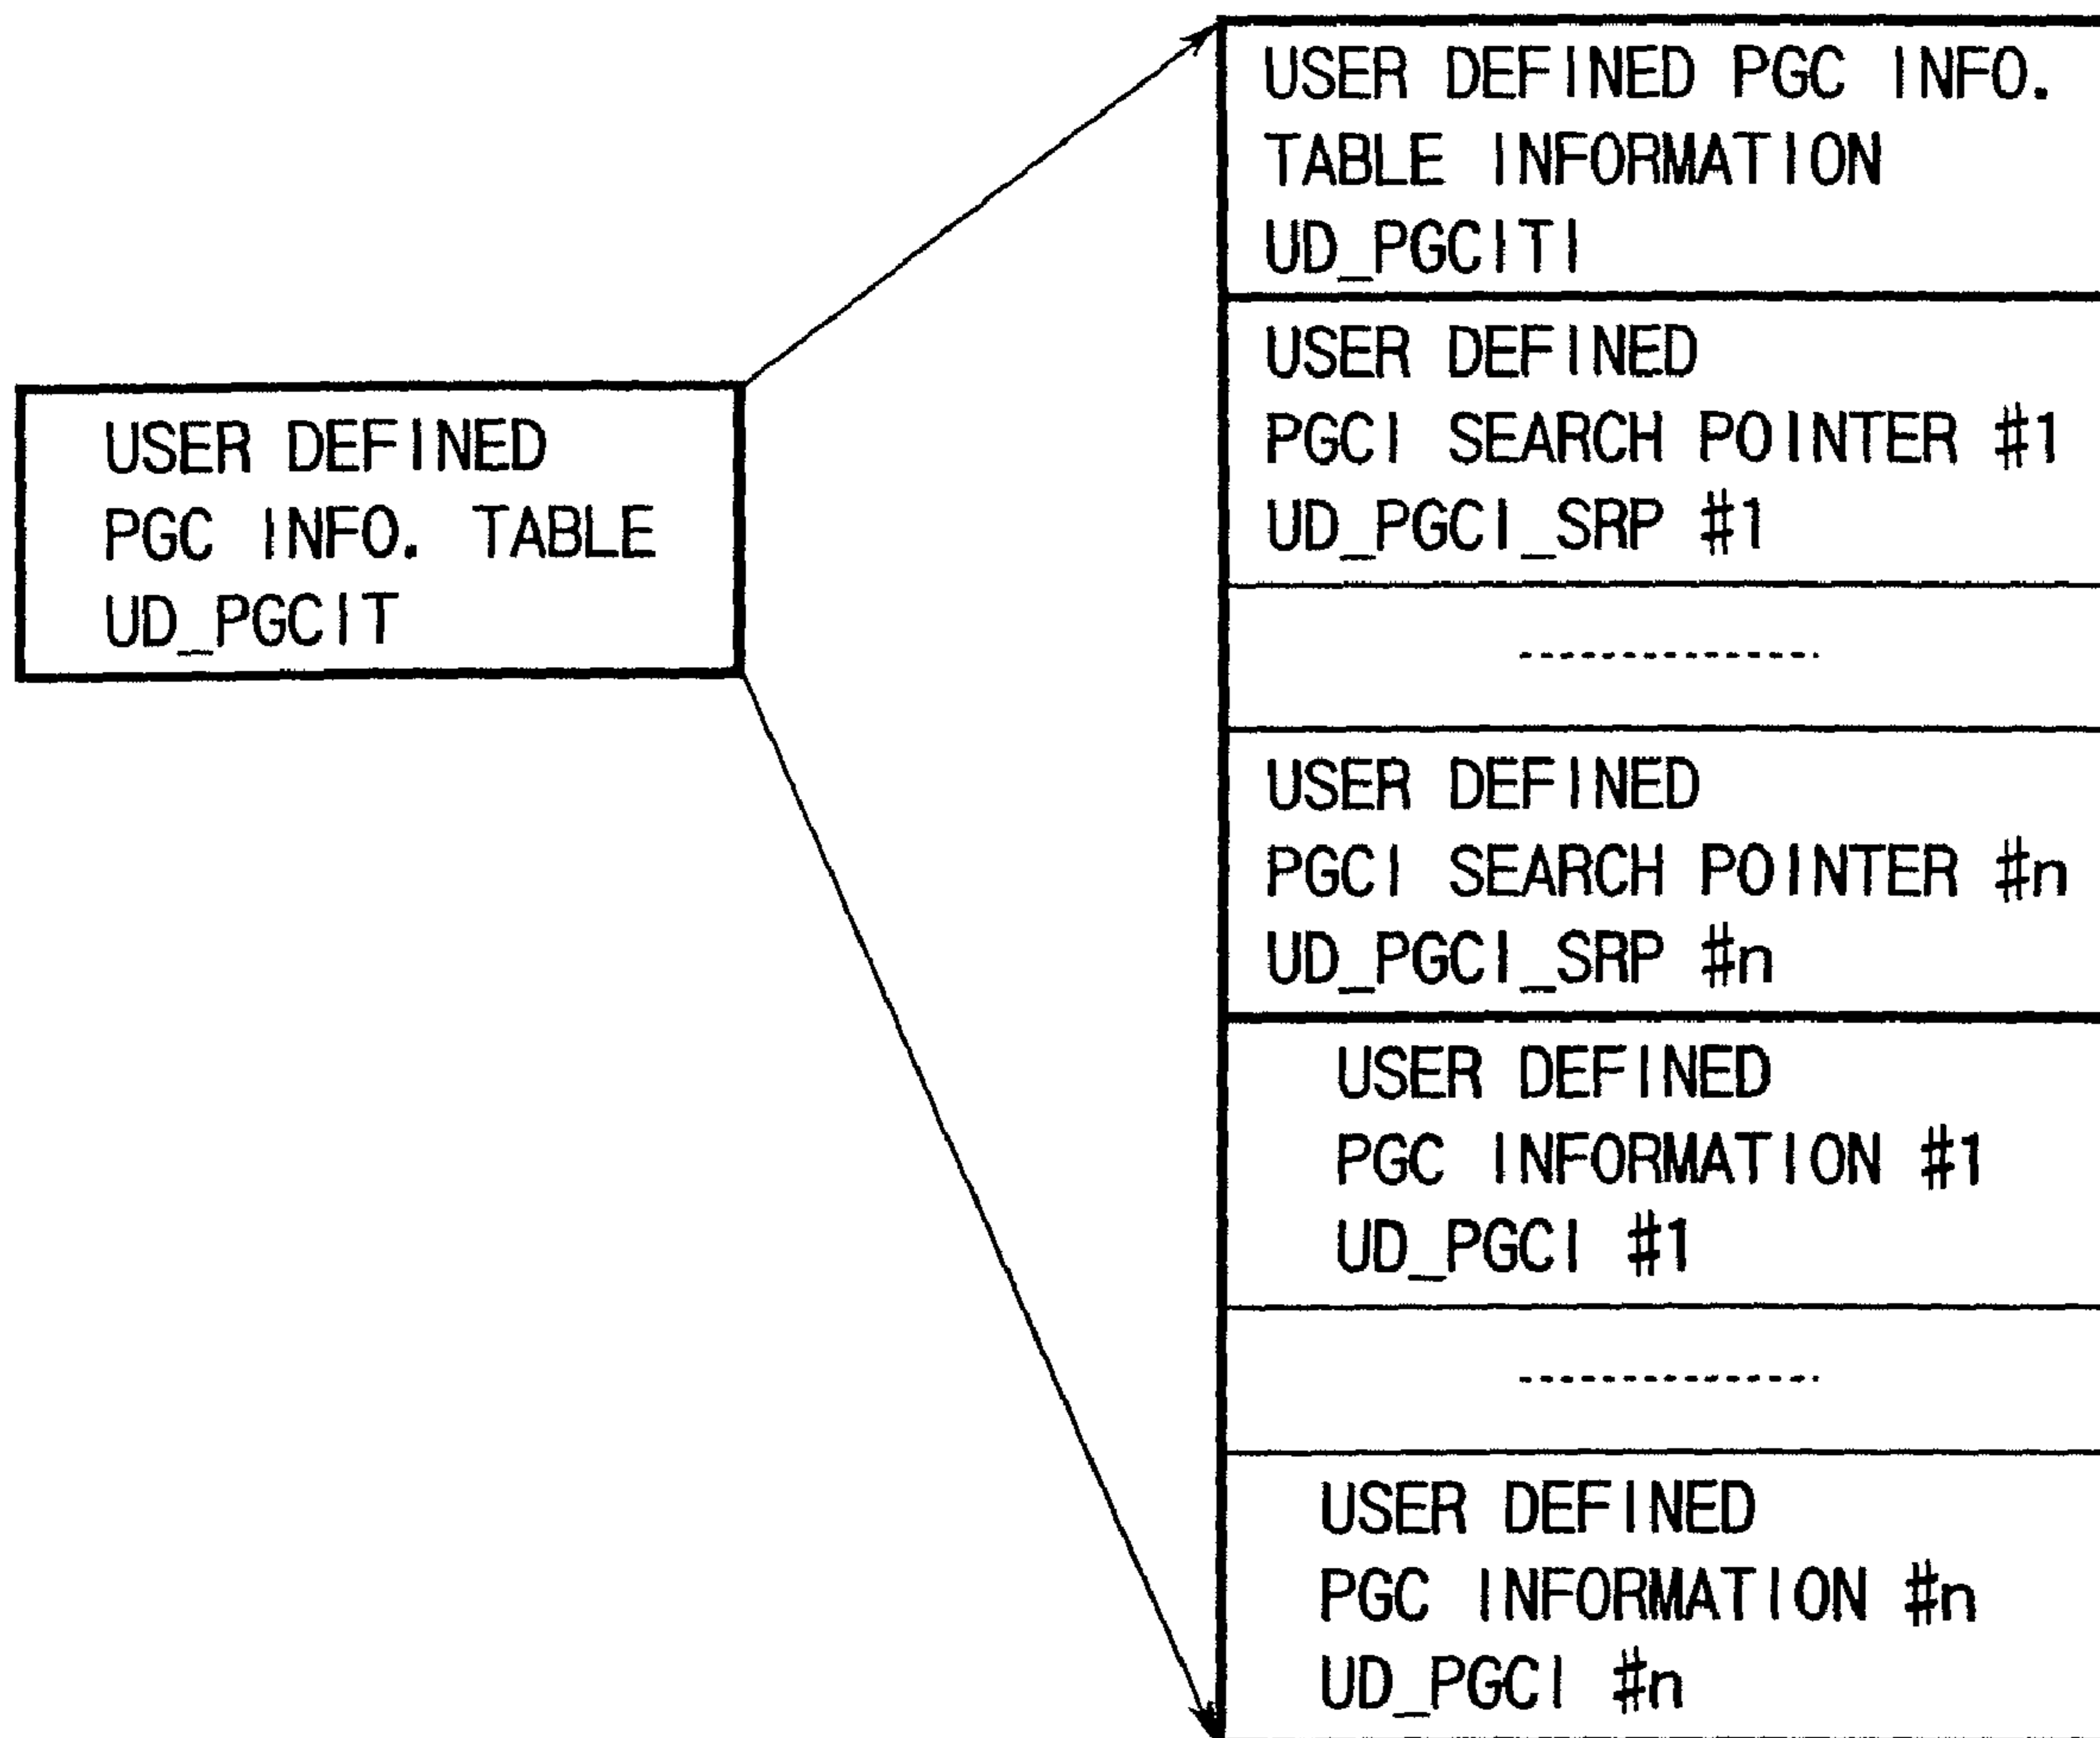 USER DEFINED
PGC INFO. TABLE
UD_PGCIT
USER DEFINED PGC INFO.
TABLE INFORMATION
UD_PGCITI
USER DEFINED
PGCI SEARCH POINTER #1
UD_PGCI_SRP #1
USER DEFINED
PGCI SEARCH POINTER #n
UD_PGCI_SRP #n
USER DEFINED
PGC INFORMATION #1
UD_PGCI #1
USER DEFINED
PGC INFORMATION #n
UD_PGCI #n